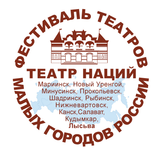 ФЕСТИВАЛЬ ТЕАТРОВ
ТЕАТР НАЦИЙ
Мариинск, Новый Уренгой,
Минусинск, Прокопьевск,
Шадринск, Рыбинск,
Нижневартовск,
Канск, Салават,
Кудымкар,
Лысьва
МАЛЫХ ГОРОДОВ РОССИИ